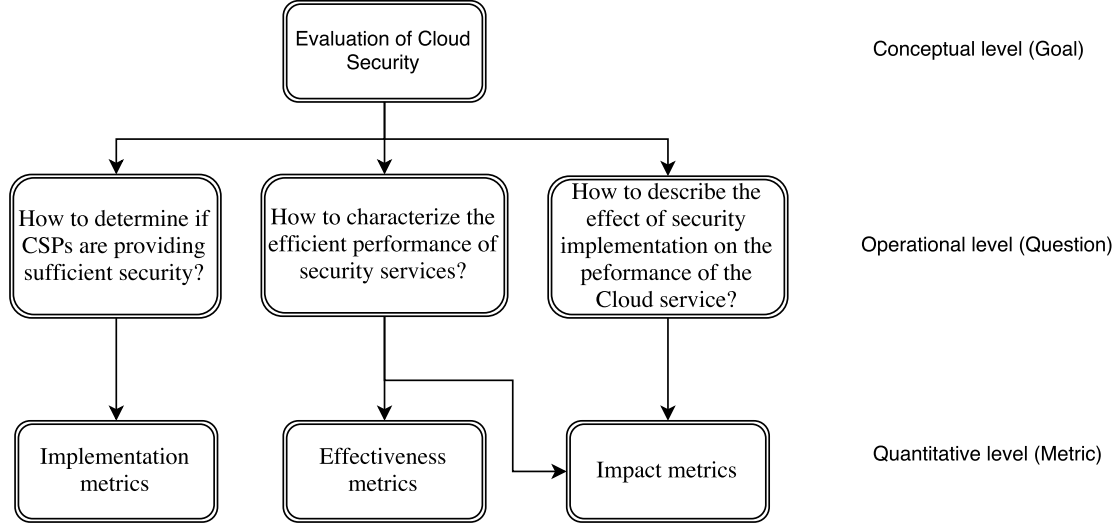 Evaluation of Cloud
Security
Conceptual level (Goal)
How to determine if
CSPs are providing
sufficient security?
How to characterize the
efficient performance of
security services?
How to describe the
effect of security
implementation on the
peformance of the
Cloud service?
Operational level (Question)
Implementation
metrics
Effectiveness
metrics
Impact metrics
Quantitative level (Metric)